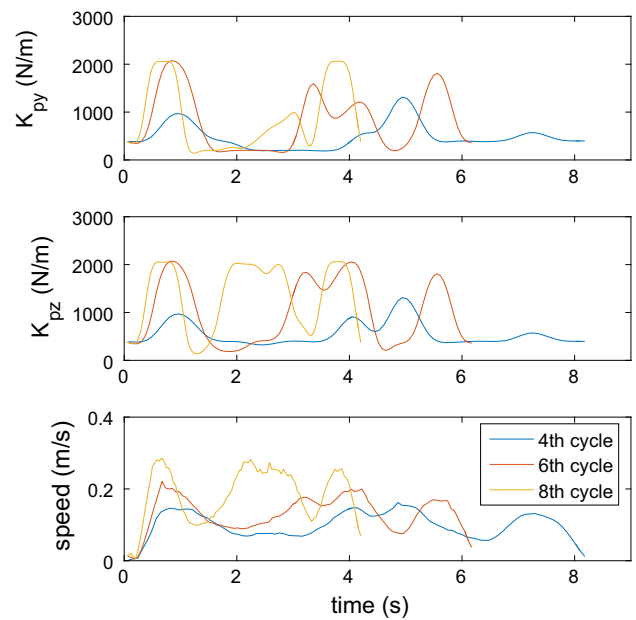 K_py (N/m)
3000
2000
1000
0
0 2 4 6 8
K_pz (N/m)
3000
2000
1000
0
0 2 4 6 8
speed (m/s)
0.4
0.2
0
4th cycle
6th cycle
8th cycle
0 2 4 6 8
time (s)